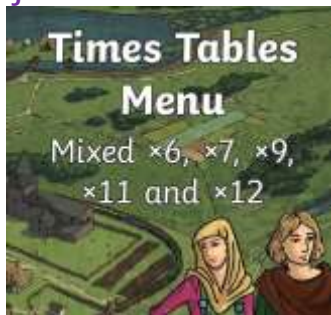 Times Tables
Menu
Mixed ×6, ×7, ×9,
×11 and ×12